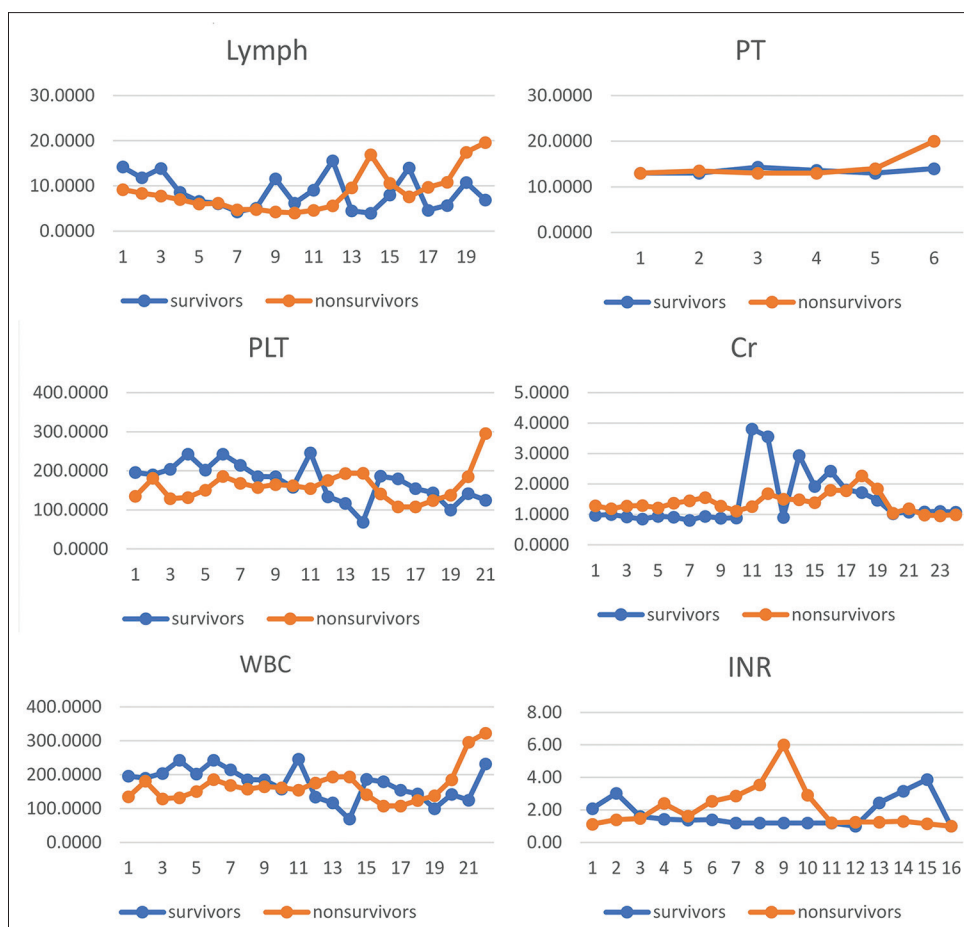 Lymph
30.0000
20.0000
10.0000
0.0000
1 3 5 7 9 11 13 15 17 19
survivors nonsurvivors
PT
30.0000
20.0000
10.0000
0.0000
1 2 3 4 5 6
survivors nonsurvivors
PLT
400.0000
300.0000
200.0000
100.0000
0.0000
1 3 5 7 9 11 13 15 17 19 21
survivors nonsurvivors
Cr
5.0000
4.0000
3.0000
2.0000
1.0000
0.0000
1 3 5 7 9 11 13 15 17 19 21 23
survivors nonsurvivors
WBC
400.0000
300.0000
200.0000
100.0000
0.0000
1 3 5 7 9 11 13 15 17 19 21
survivors nonsurvivors
INR
8.00
6.00
4.00
2.00
0.00
1 2 3 4 5 6 7 8 9 10 11 12 13 14 15 16
survivors nonsurvivors